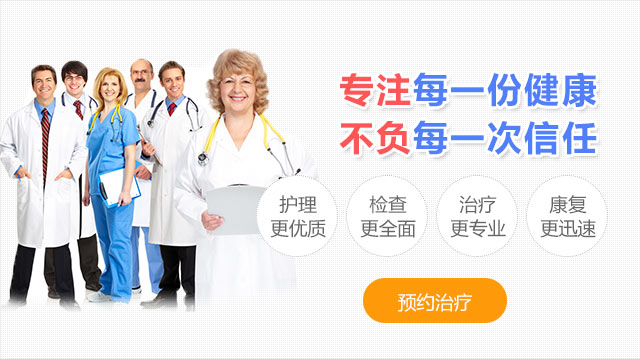 专注每一份健康
不负每一次信任
护理
更优质
检查
更全面
治疗
更专业
康复
更迅速
预约治疗